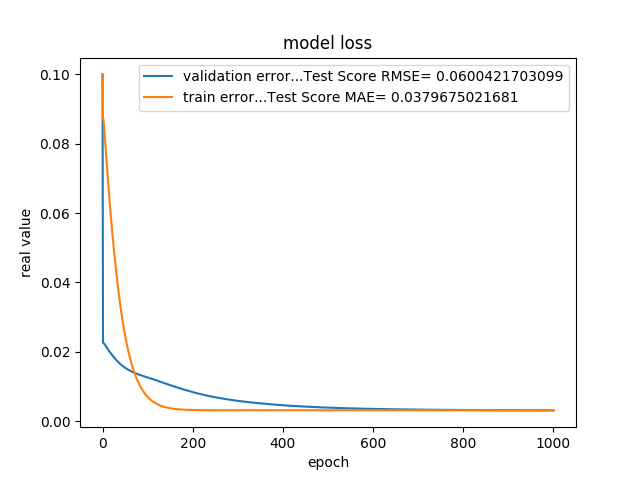 model loss
validation error...Test Score RMSE= 0.0600421703099
train error...Test Score MAE= 0.0379675021681
0.10
0.08
0.06
0.04
0.02
0.00
real value
0 200 400 600 800 1000
epoch